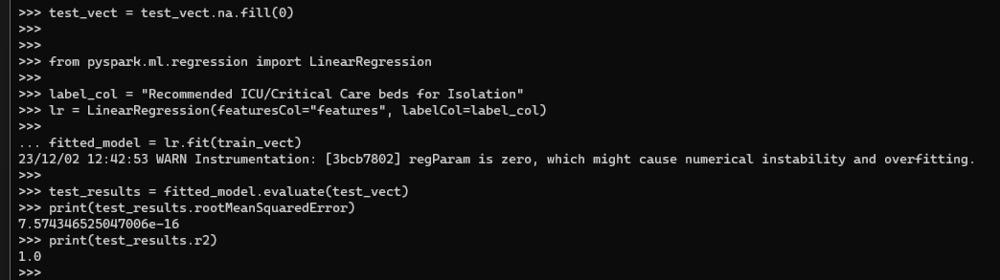 >>> test_vect = test_vect.na.fill(0)
>>>
>>>
>>> from pyspark.ml.regression import LinearRegression
>>>
>>> label_col = "Recommended ICU/Critical Care beds for Isolation"
>>> lr = LinearRegression(featuresCol="features", labelCol=label_col)
>>>
... fitted_model = lr.fit(train_vect)
23/12/02 12:42:53 WARN Instrumentation: [3bcb7802] regParam is zero, which might cause numerical instability and overfitting.
>>>
>>> test_results = fitted_model.evaluate(test_vect)
>>> print(test_results.rootMeanSquaredError)
7.574346525047006e-16
>>> print(test_results.r2)
1.0
>>>